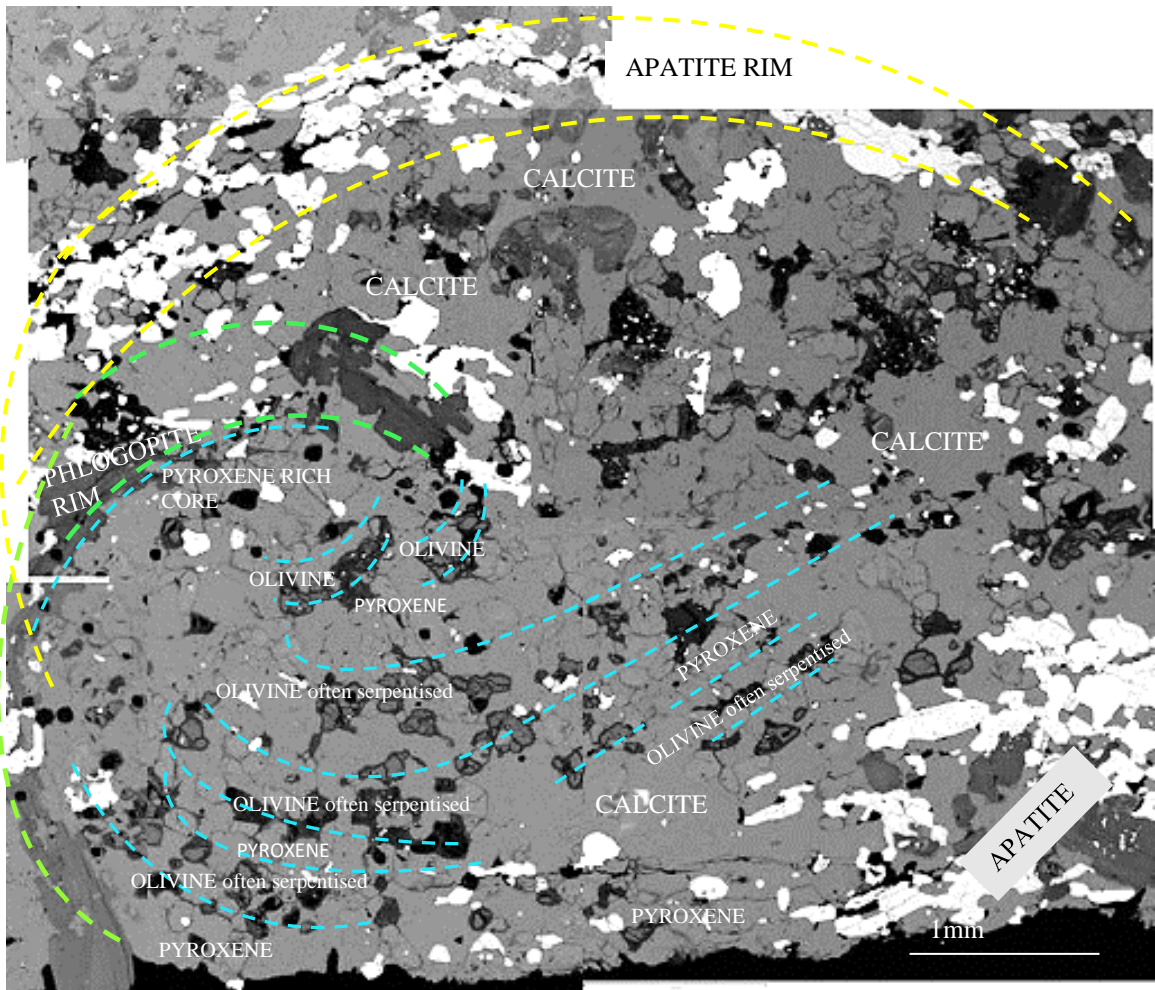 APATITE RIM
CALCITE
CALCITE
CALCITE
PHLOGOPITE
RIM
PYROXENE RICH
CORE
OLIVINE
OLIVINE
PYROXENE
PYROXENE
OLIVINE often serpentised
OLIVINE often serpentised
OLIVINE often serpentised
CALCITE
APATITE
PYROXENE
OLIVINE often serpentised
PYROXENE
PYROXENE
1mm